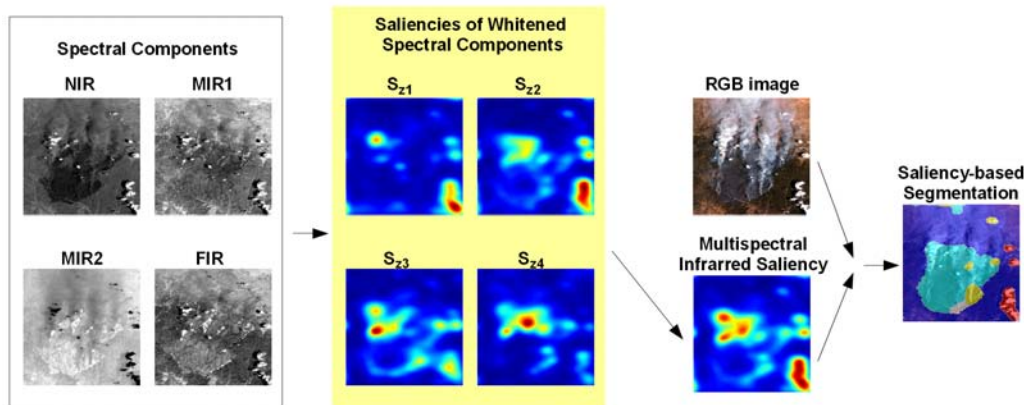 Spectral Components
NIR
MIR1
MIR2
FIR
Saliencies of Whitened
Spectral Components
Sz1
Sz2
Sz3
Sz4
RGB image
Multispectral
Infrarred Saliency
Saliency-based
Segmentation